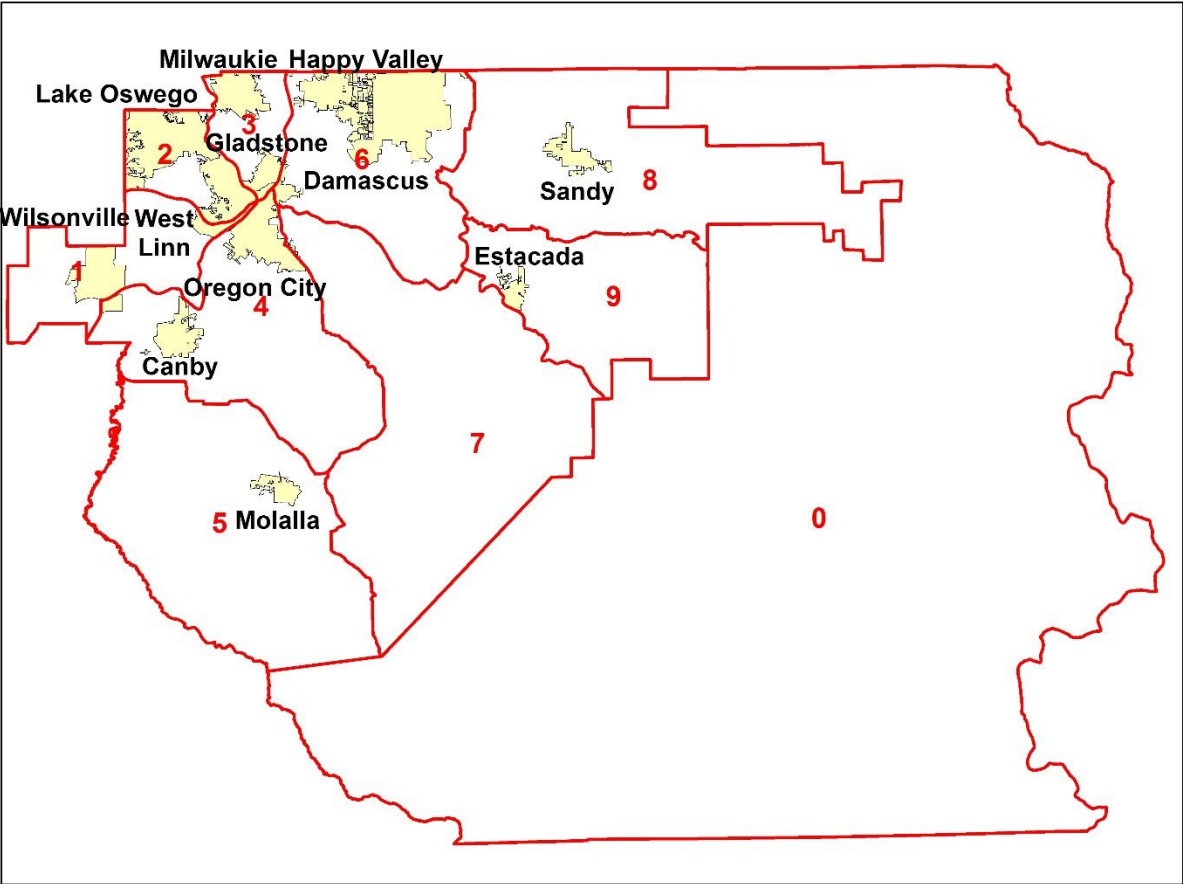 Milwaukie Happy Valley
Lake Oswego
3
Gladstone
2
6
Damascus
8
Sandy
Wilsonville West
Linn
Estacada
1
Oregon City
9
4
Canby
7
0
5 Molalla